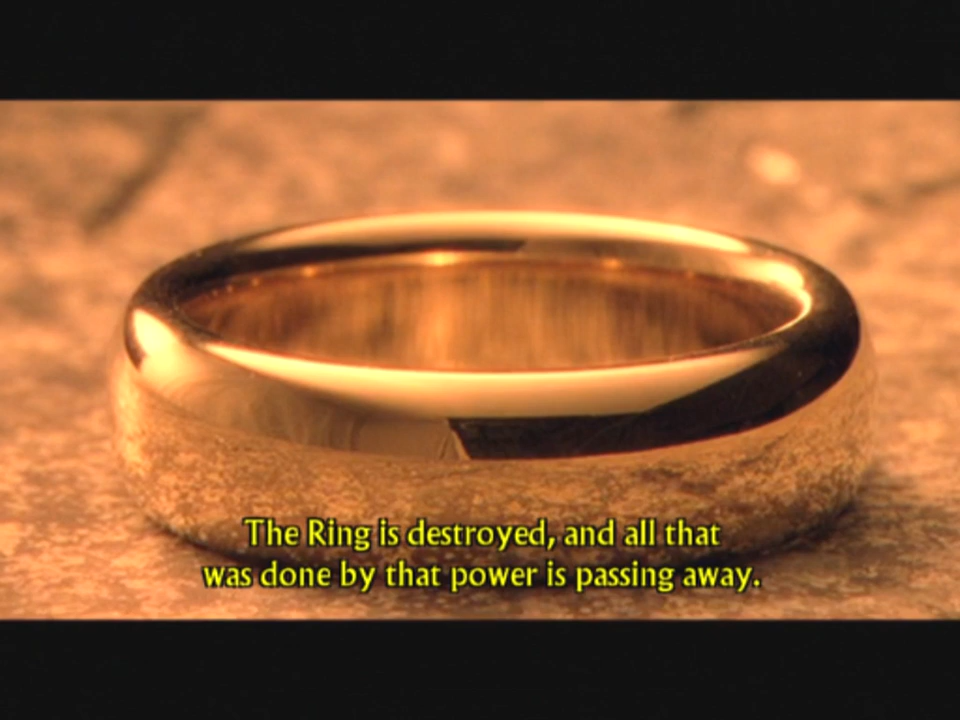 The Ring is destroyed, and all that
was done by that power is passing away.